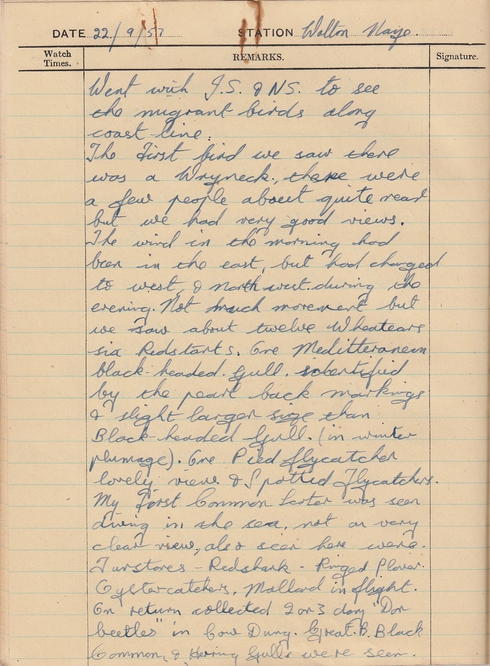 DATE 22/9/57 STATION Walton Naze.
Watch Times. REMARKS. Signature.
Went with J.S. & N.S. to see
the migrant birds along
coast line.
The first bird we saw there
was a Wryneck, there were
a few people about quite near
but we had very good views.
The wind in the morning had
been in the east, but had changed
to west, & north west during the
evening. Not much movement but
we saw about twelve Wheatears
six Redstarts. One Meditteranean
black-headed. Gull. identified
by the pearl back markings
& slight larger size than
Black-headed Gull. (in winter
plumage). One Pied flycatcher
lovely view & Spotted Flycatchers.
My first Common Scoter was seen
diving in the sea, not a very
clear view, also seen here were.
Turstores - Redshank - Ringed Plover.
Oystercatchers. Mallard in flight.
On return collected 2 or 3 dozy "Dor
beetles" in Cow Dung. Great. B. Black
Common, & Herring Gulls were seen.